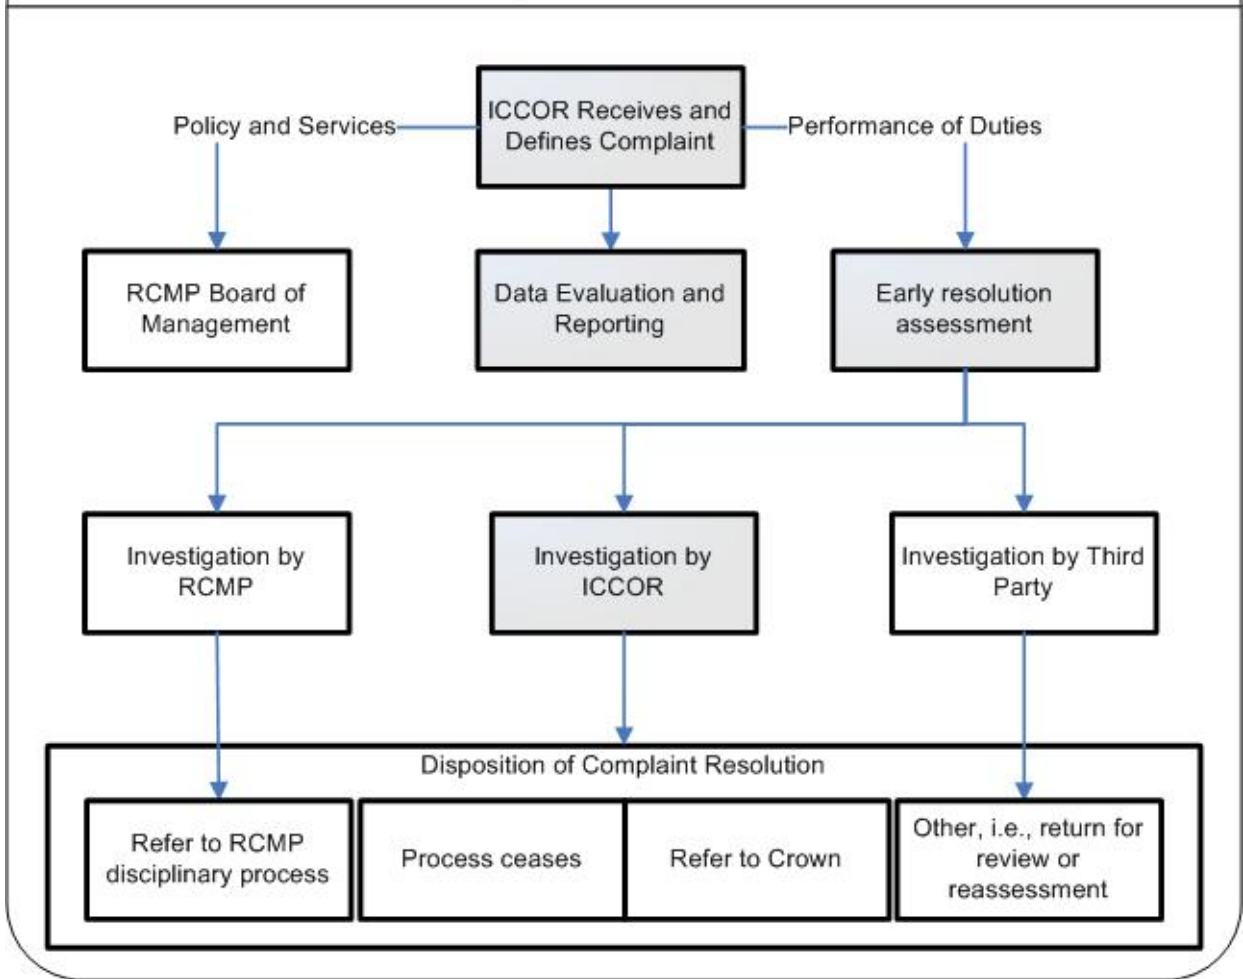 ICCOR Receives and
Defines Complaint
Policy and Services
Performance of Duties
RCMP Board of
Management
Data Evaluation and
Reporting
Early resolution
assessment
Investigation by
RCMP
Investigation by
ICCOR
Investigation by Third
Party
Disposition of Complaint Resolution
Refer to RCMP
disciplinary process
Process ceases
Refer to Crown
Other, i.e., return for
review or
reassessment